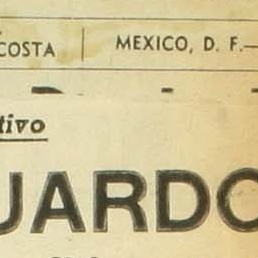 COSTA | MEXICO, D. F.—
tivo
UARDO